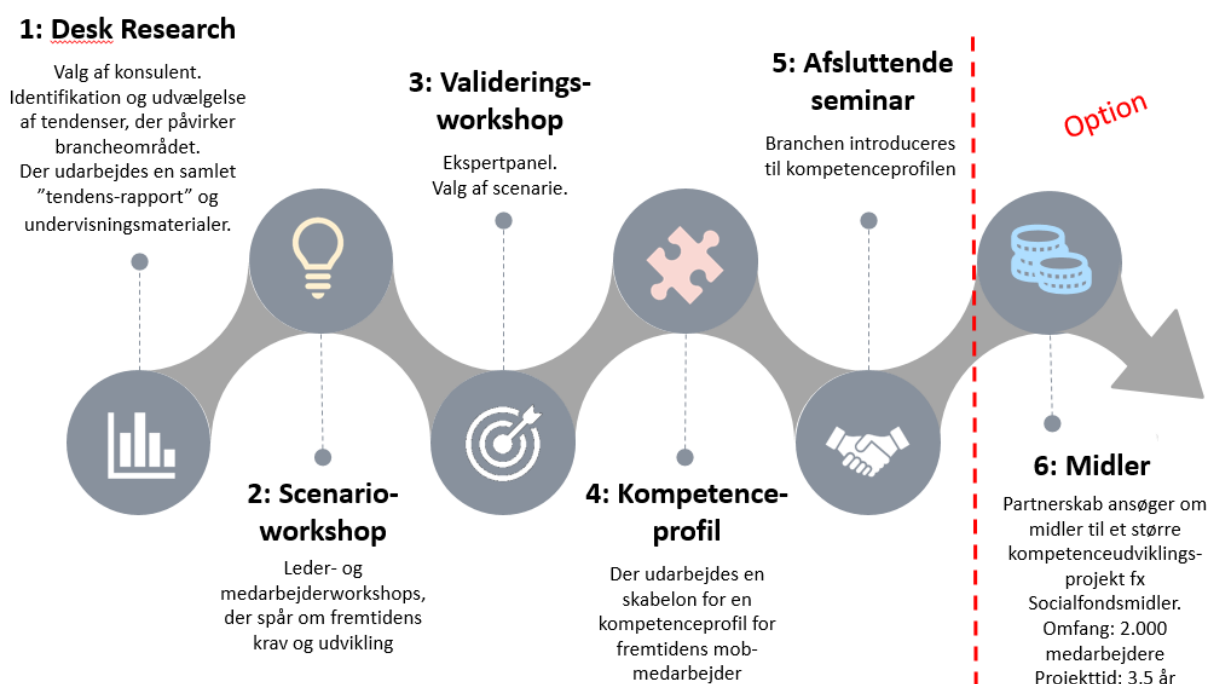 1: Desk Research
Valg af konsulent.
Identifikation og udvælgelse
af tendenser, der påvirker
brancheområdet.
Der udarbejdes en samlet
”tendens-rapport” og
undervisningsmaterialer.
2: Scenario-
workshop
Leder- og
medarbejderworkshops,
der spår om fremtidens
krav og udvikling
3: Validerings-
workshop
Ekspertpanel.
Valg af scenarie.
4: Kompetence-
profil
Der udarbejdes en
skabelon for en
kompetenceprofil for
fremtidens mob-
medarbejder
5: Afsluttende
seminar
Branchen introduceres
til kompetenceprofilen
Option
6: Midler
Partnerskab ansøger om
midler til et større
kompetenceudviklings-
projekt fx
Socialfondsmidler.
Omfang: 2.000
medarbejdere
Projekttid: 3,5 år